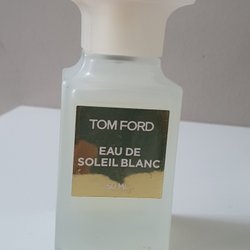 TOM FORD
EAU DE
SOLEIL BLANC
50 ML